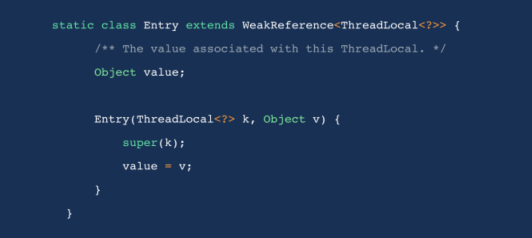 static class Entry extends WeakReference<ThreadLocal<?>> {
/** The value associated with this ThreadLocal. */
Object value;
Entry(ThreadLocal<?> k, Object v) {
super(k);
value = v;
}
}